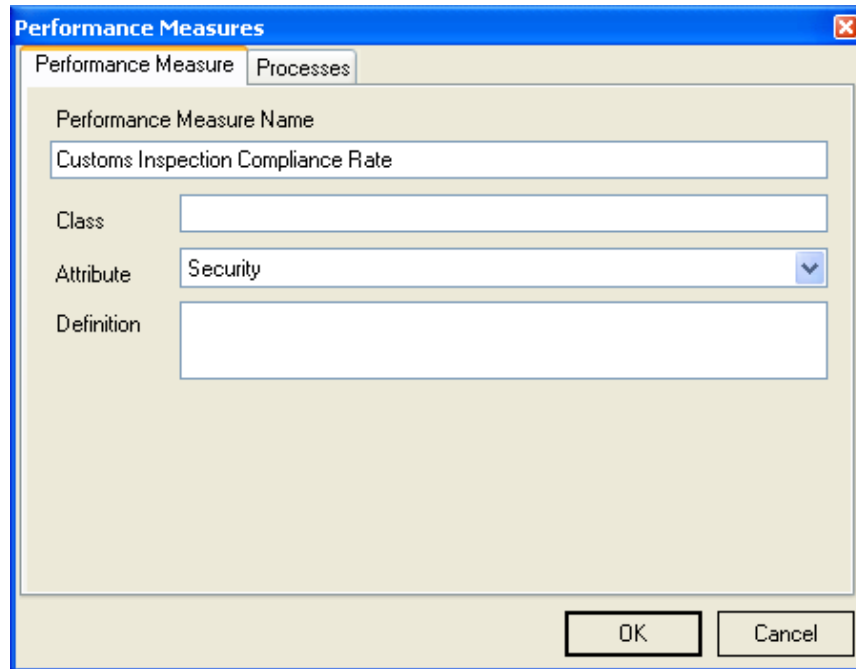 Performance Measures
Performance Measure Processes
Performance Measure Name
Customs Inspection Compliance Rate
Class
Attribute Security
Definition
OK Cancel